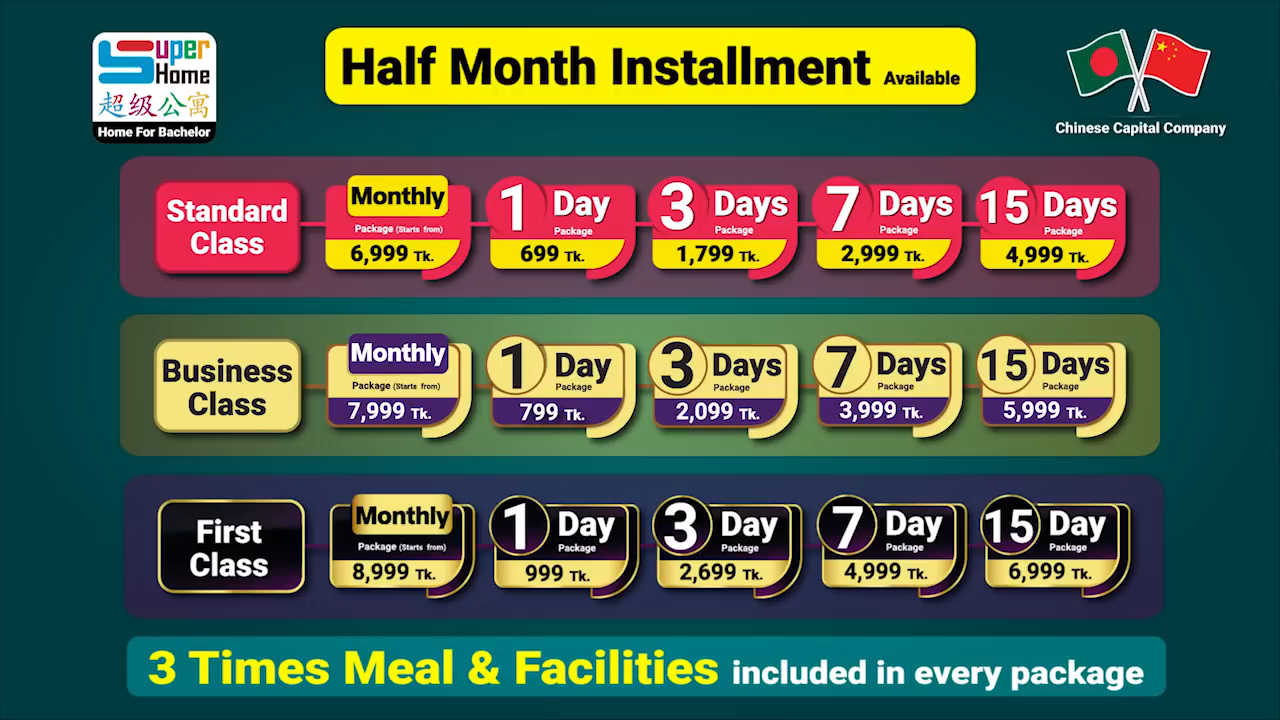 Super
Home
超级公寓
Home For Bachelor
Half Month Installment Available
Chinese Capital Company
Standard
Class
Monthly
Package (Starts from)
6,999 Tk.
1 Day
Package
699 Tk.
3 Days
Package
1,799 Tk.
7 Days
Package
2,999 Tk.
15 Days
Package
4,999 Tk.
Business
Class
Monthly
Package (Starts from)
7,999 Tk.
1 Day
Package
799 Tk.
3 Days
Package
2,099 Tk.
7 Days
Package
3,999 Tk.
15 Days
Package
5,999 Tk.
First
Class
Monthly
Package (Starts from)
8,999 Tk.
1 Day
Package
999 Tk.
3 Day
Package
2,699 Tk.
7 Day
Package
4,999 Tk.
15 Day
Package
6,999 Tk.
3 Times Meal & Facilities included in every package